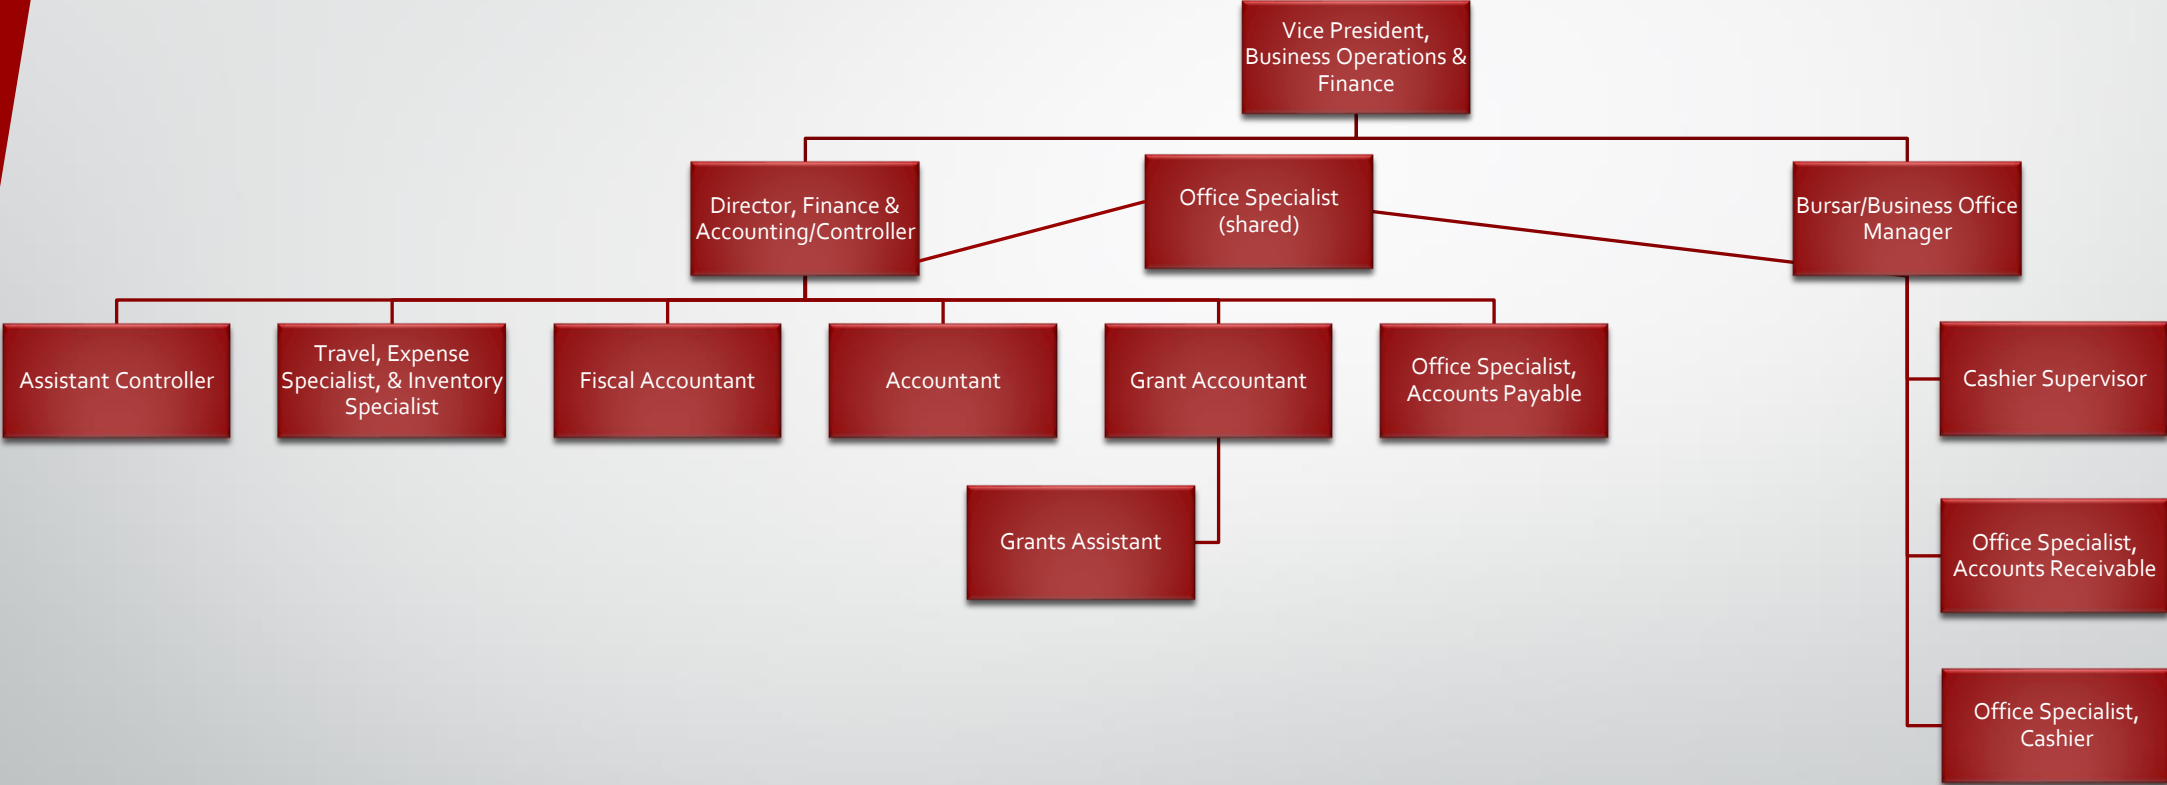 Vice President,
Business Operations &
Finance
Director, Finance &
Accounting/Controller
Office Specialist
(shared)
Bursar/Business Office
Manager
Assistant Controller
Travel, Expense
Specialist, & Inventory
Specialist
Fiscal Accountant
Accountant
Grant Accountant
Office Specialist,
Accounts Payable
Cashier Supervisor
Grants Assistant
Office Specialist,
Accounts Receivable
Office Specialist,
Cashier